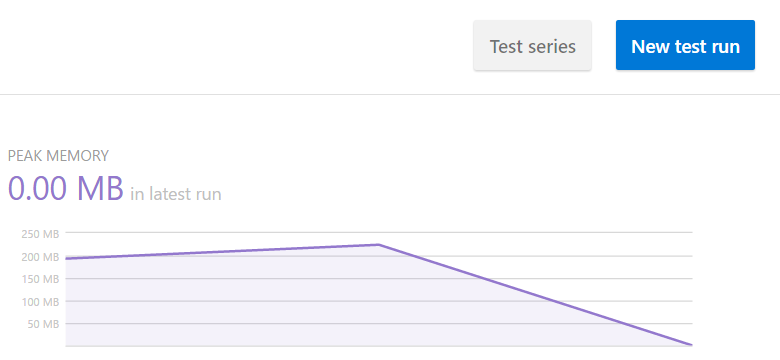 Test series
New test run
PEAK MEMORY
0.00 MB in latest run
250 MB
200 MB
150 MB
100 MB
50 MB